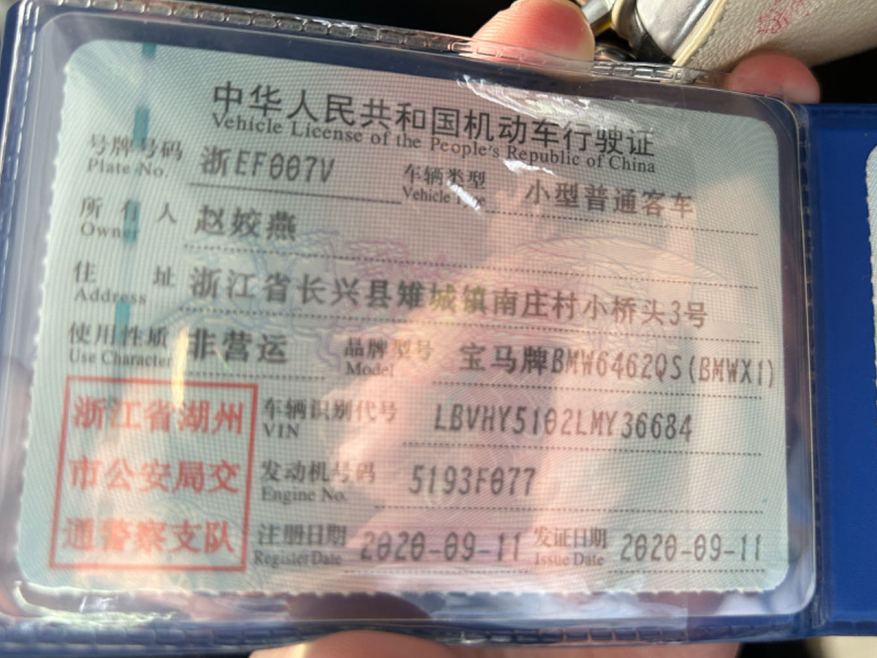 中华人民共和国机动车行驶证
Vehicle License of the People's Republic of China
号牌号码 浙EF007V 车辆类型 小型普通客车
Plate No. Vehicle Type
所有人 赵姣燕
Owner
住址 浙江省长兴县雉城镇南庄村小桥头3号
Address
使用性质 非营运 品牌型号 宝马牌BMW6462QS(BMWX1)
Use Character Model
浙江省湖州
市公安局交
通警察支队
车辆识别代号 LBVHY5102LMY36684
VIN
发动机号码 5193F077
Engine No.
注册日期 2020-09-11 发证日期 2020-09-11
Register Date Issue Date